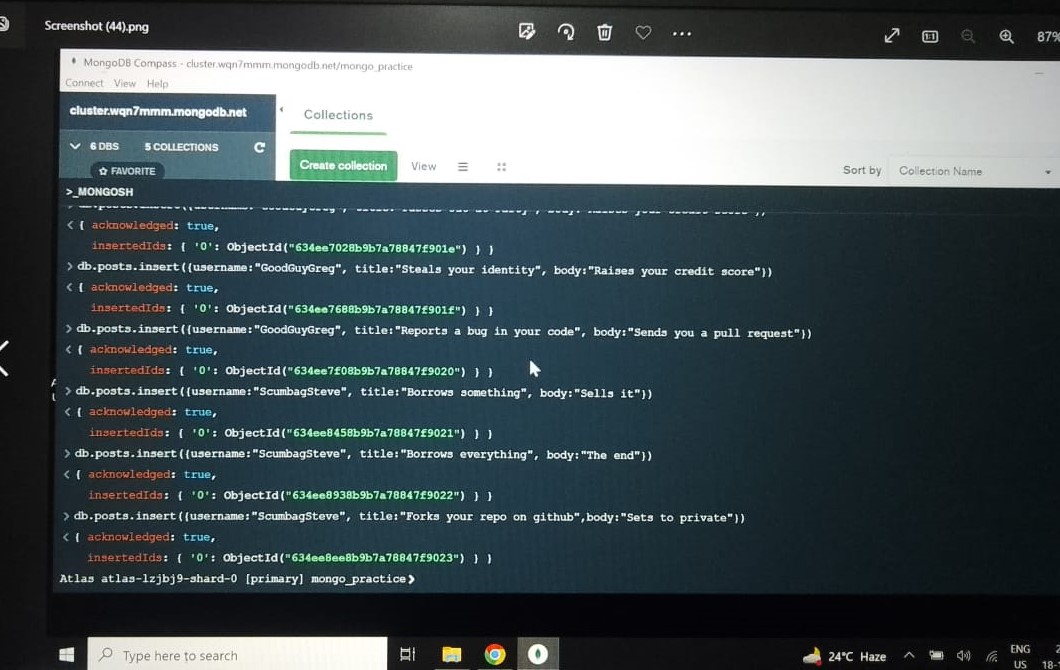 Screenshot (44).png
87%
MongoDB Compass - cluster.wqn7mmm.mongodb.net/mongo_practice
Connect View Help
cluster.wqn7mmm.mongodb.net
Collections
6 DBS 5 COLLECTIONS
FAVORITE
Create collection View
Sort by Collection Name
>_MONGOSH
< { acknowledged: true,
insertedIds: { '0': ObjectId("634ee7028b9b7a78847f901e") } }
> db.posts.insert({username:"GoodGuyGreg", title:"Steals your identity", body:"Raises your credit score"})
< { acknowledged: true,
insertedIds: { '0': ObjectId("634ee7688b9b7a78847f901f") } }
> db.posts.insert({username:"GoodGuyGreg", title:"Reports a bug in your code", body:"Sends you a pull request"})
< { acknowledged: true,
insertedIds: { '0': ObjectId("634ee7f08b9b7a78847f9020") } }
> db.posts.insert({username:"ScumbagSteve", title:"Borrows something", body:"Sells it"})
< { acknowledged: true,
insertedIds: { '0': ObjectId("634ee8458b9b7a78847f9021") } }
> db.posts.insert({username:"ScumbagSteve", title:"Borrows everything", body:"The end"})
< { acknowledged: true,
insertedIds: { '0': ObjectId("634ee8938b9b7a78847f9022") } }
> db.posts.insert({username:"ScumbagSteve", title:"Forks your repo on github",body:"Sets to private"})
< { acknowledged: true,
insertedIds: { '0': ObjectId("634ee8ee8b9b7a78847f9023") } }
Atlas atlas-lzjbj9-shard-0 [primary] mongo_practice>
Type here to search
24°C Haze
ENG
US
18-